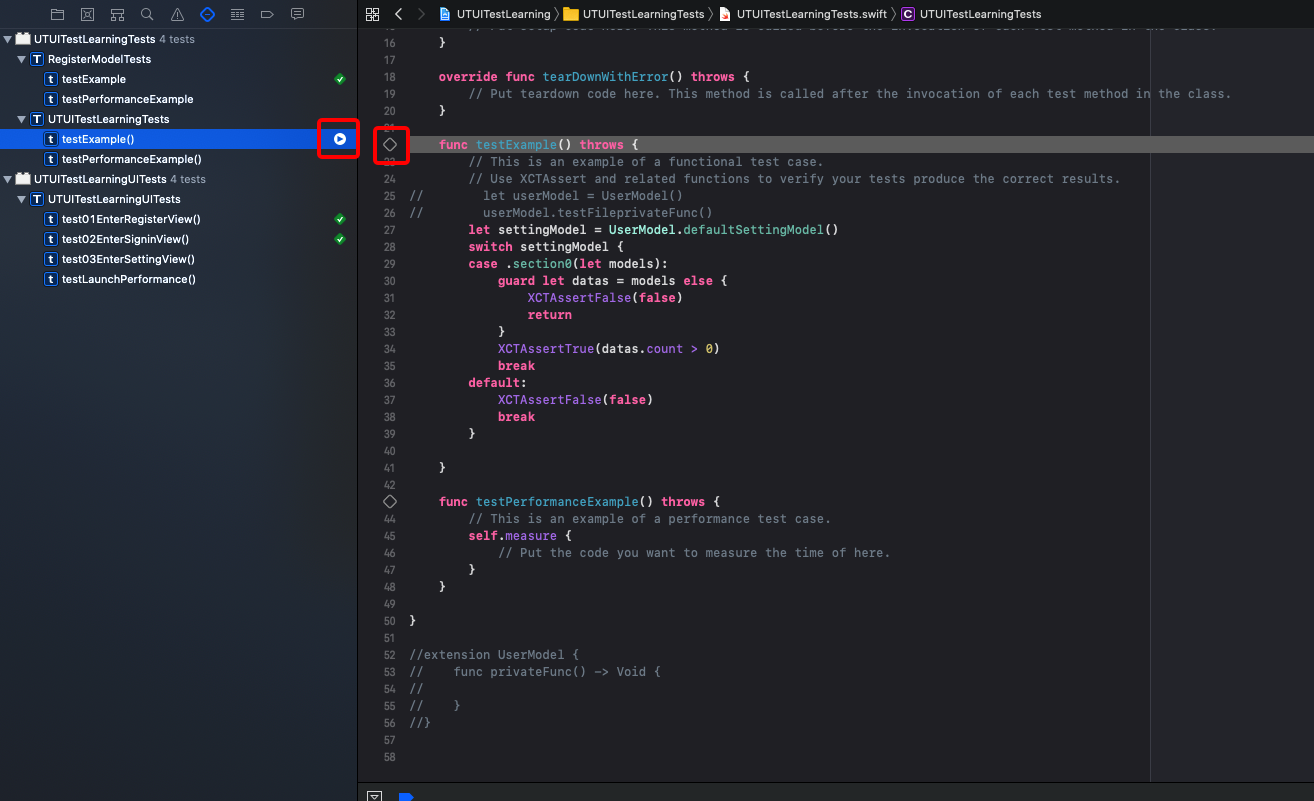 UTUITestLearningTests 4 tests
T RegisterModelTests
t testExample
t testPerformanceExample
T UTUITestLearningTests
t testExample()
t testPerformanceExample()
UTUITestLearningUITests 4 tests
T UTUITestLearningUITests
t test01EnterRegisterView()
t test02EnterSigninView()
t test03EnterSettingView()
t testLaunchPerformance()
UTUITestLearning UTUITestLearningTests UTUITestLearningTests.swift C UTUITestLearningTests
16 }
17
18 override func tearDownWithError() throws {
19 // Put teardown code here. This method is called after the invocation of each test method in the class.
20 }
21
func testExample() throws {
23 // This is an example of a functional test case.
24 // Use XCTAssert and related functions to verify your tests produce the correct results.
25 // let userModel = UserModel()
26 // userModel.testFileprivateFunc()
27 let settingModel = UserModel.defaultSettingModel()
28 switch settingModel {
29 case .section0(let models):
30 guard let datas = models else {
31 XCTAssertFalse(false)
32 return
33 }
34 XCTAssertTrue(datas.count > 0)
35 break
36 default:
37 XCTAssertFalse(false)
38 break
39 }
40
41 }
42
func testPerformanceExample() throws {
44 // This is an example of a performance test case.
45 self.measure {
46 // Put the code you want to measure the time of here.
47 }
48 }
49
50 }
51
52 //extension UserModel {
53 // func privateFunc() -> Void {
54 //
55 // }
56 //}
57
58